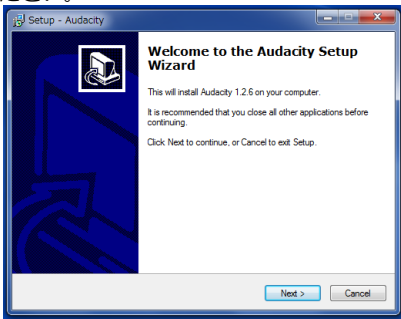 Setup - Audacity
Welcome to the Audacity Setup
Wizard
This will install Audacity 1.2.6 on your computer.
It is recommended that you close all other applications before
continuing.
Click Next to continue, or Cancel to exit Setup.
Next >
Cancel